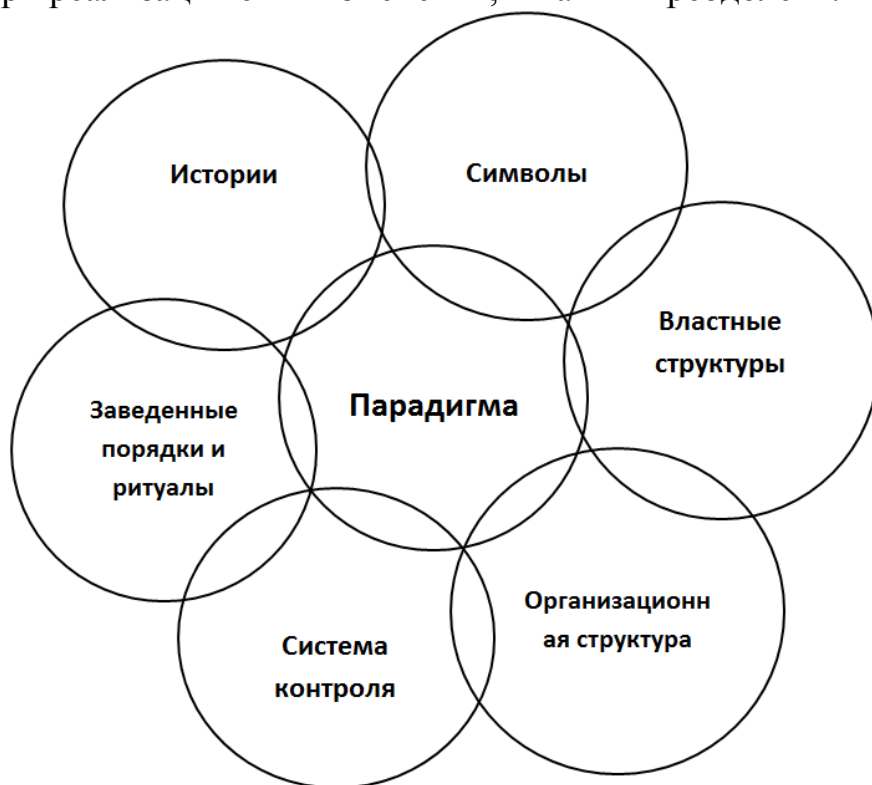 Истории
Символы
Властные
структуры
Парадигма
Заведенные
порядки и
ритуалы
Организационн
ая структура
Система
контроля